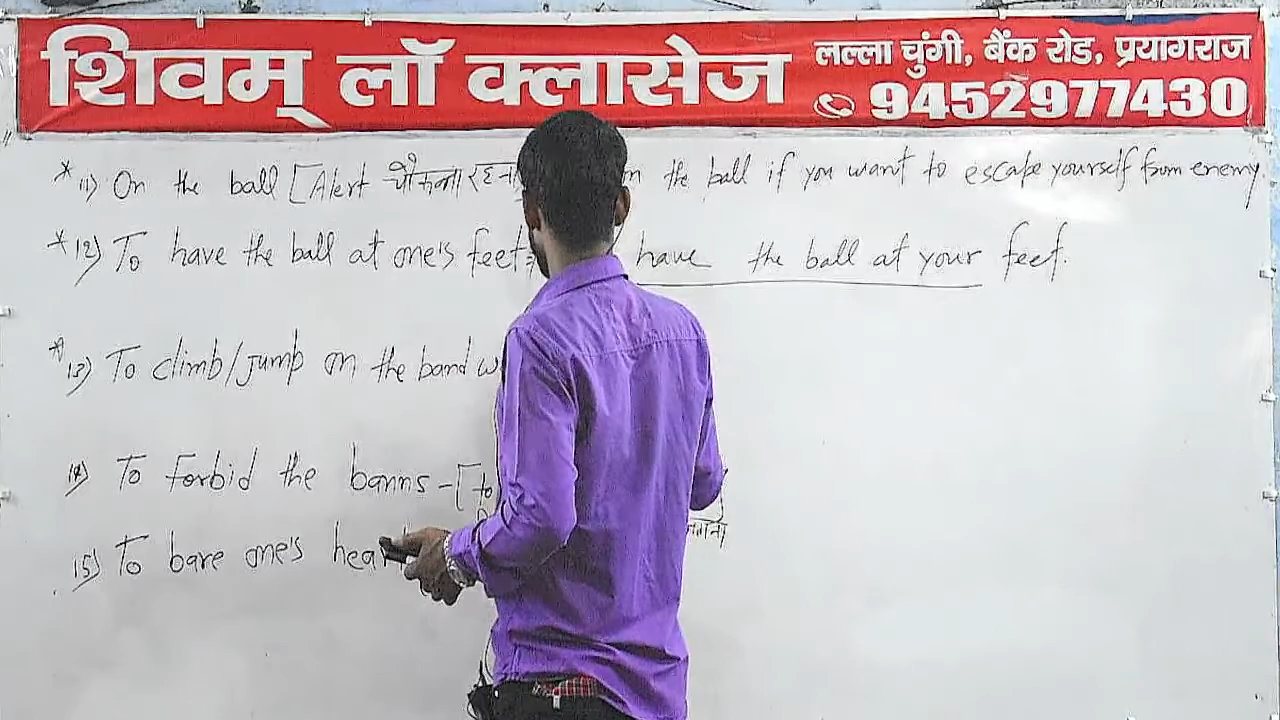 शिवम् लॉ क्लासेज
लल्ला चुंगी, बैंक रोड, प्रयागराज
9452977430
* 11) On the ball [Alert चौकन्ना रहना the ball if you want to escape yourself from enemy.
* 12) To have the ball at one's feet have the ball at your feet.
* 13) To climb/jump on the band
14) To Forbid the banns - [to
15) To bare one's